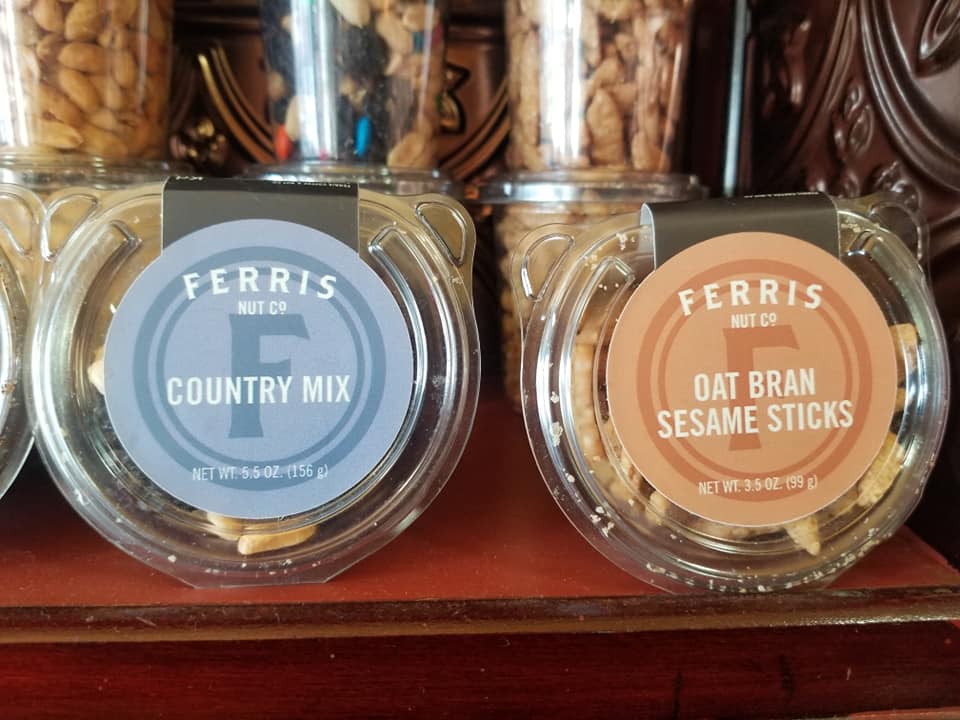 FERRIS
NUT Cº
F
COUNTRY MIX
NET WT. 5.5 OZ. (156 g)
FERRIS
NUT Cº
F
OAT BRAN
SESAME STICKS
NET WT. 3.5 OZ. (99 g)